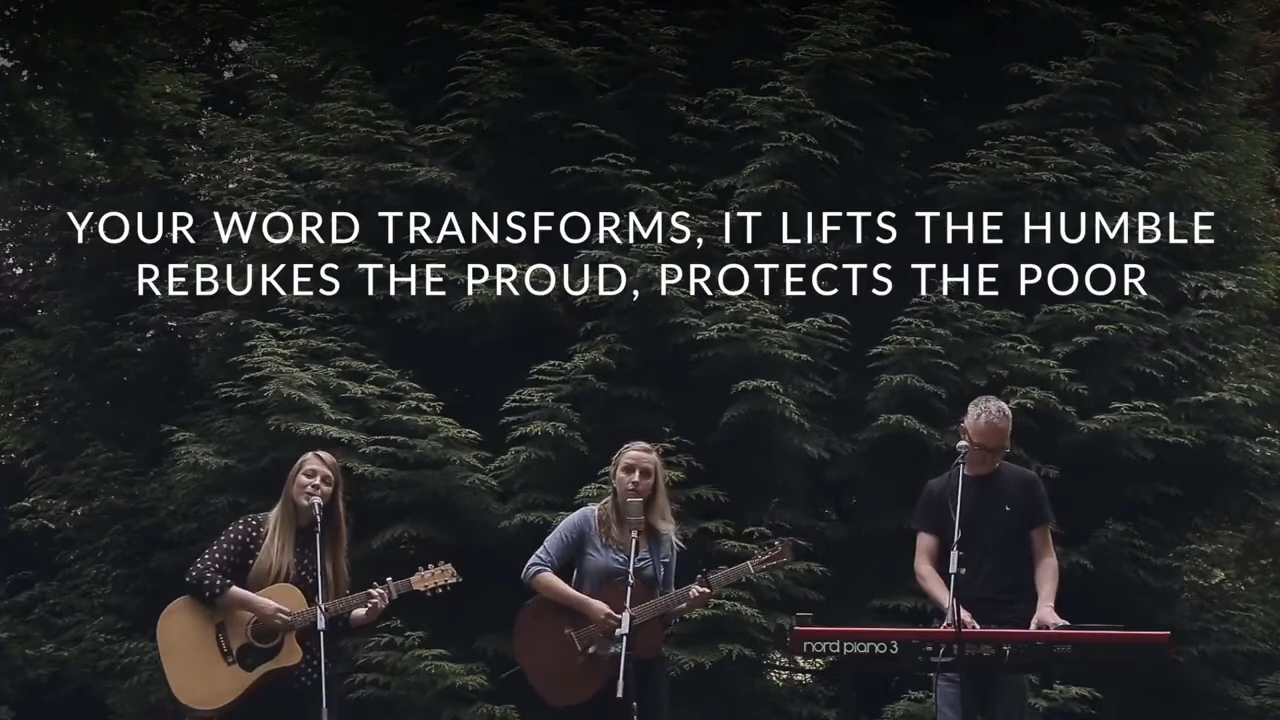 YOUR WORD TRANSFORMS, IT LIFTS THE HUMBLE
REBUKES THE PROUD, PROTECTS THE POOR
nord piano 3